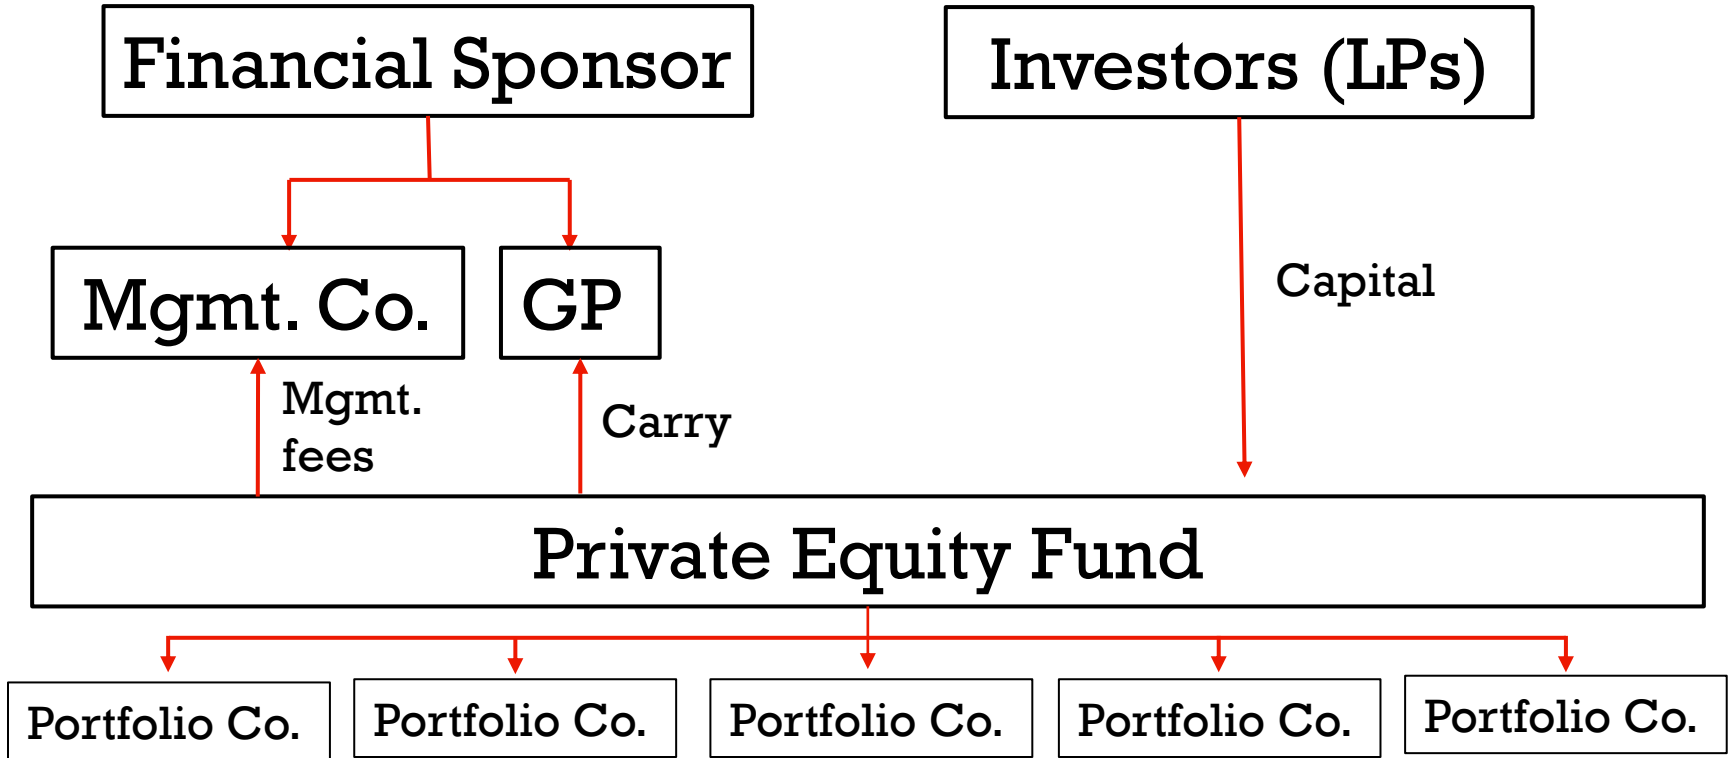 Financial Sponsor
Investors (LPs)
Mgmt. Co.
GP
Capital
Mgmt.
fees
Carry
Private Equity Fund
Portfolio Co.
Portfolio Co.
Portfolio Co.
Portfolio Co.
Portfolio Co.